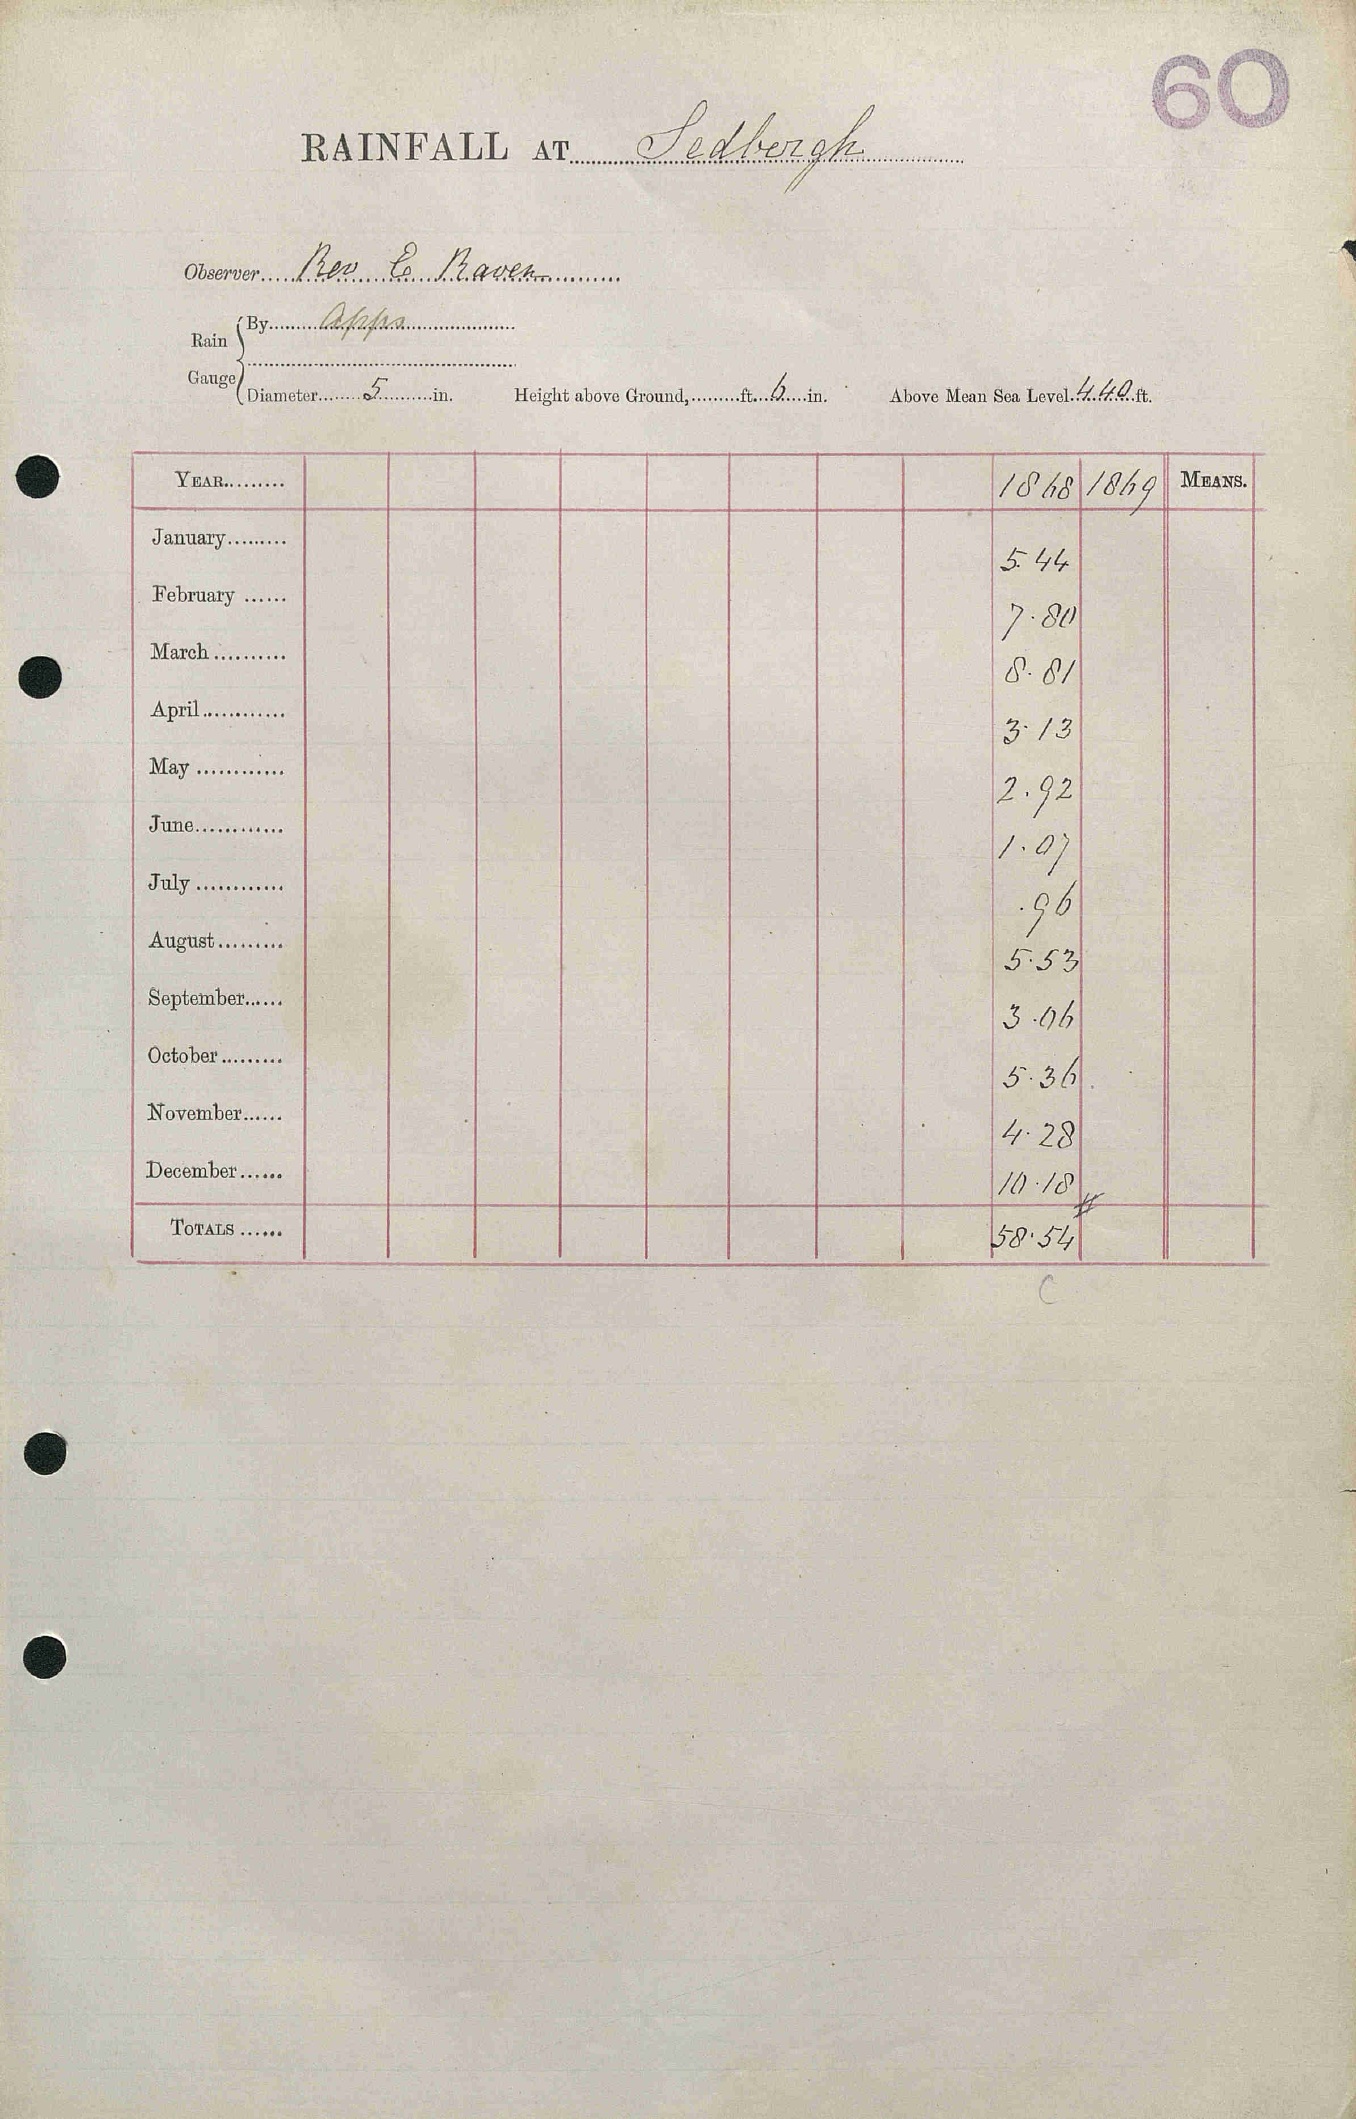 60
RAINFALL AT Sedbergh
Observer Rev E Raven
Rain Gauge
By Apps
Diameter 5 in. Height above Ground, ft. 6 in. Above Mean Sea Level 440 ft.
YEAR 1868 1869 MEANS.
January 5.44
February 7.80
March 8.81
April 3.13
May 2.92
June 1.07
July .96
August 5.53
September 3.06
October 5.36
November 4.28
December 10.18
TOTALS 58.54
C